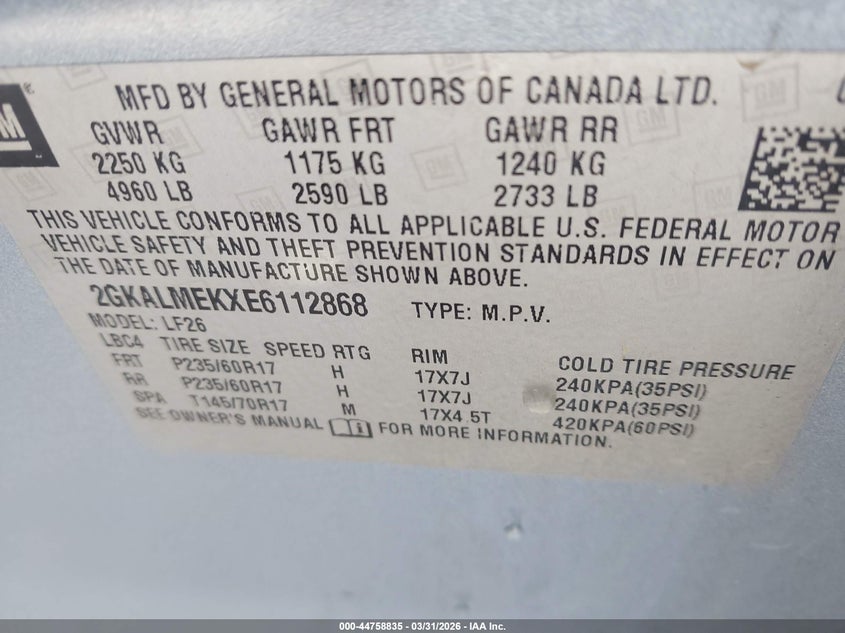 MFD BY GENERAL MOTORS OF CANADA LTD.
GVWR GAWR FRT GAWR RR
2250 KG 1175 KG 1240 KG
4960 LB 2590 LB 2733 LB
THIS VEHICLE CONFORMS TO ALL APPLICABLE U.S. FEDERAL MOTOR
VEHICLE SAFETY AND THEFT PREVENTION STANDARDS IN EFFECT ON
THE DATE OF MANUFACTURE SHOWN ABOVE.
2GKALMEKXE6112868 TYPE: M.P.V.
MODEL: LF26
LBC4 TIRE SIZE SPEED RTG RIM COLD TIRE PRESSURE
FRT P235/60R17 H 17X7J 240KPA(35PSI)
RR P235/60R17 H 17X7J 240KPA(35PSI)
SPA T145/70R17 M 17X4.5T 420KPA(60PSI)
SEE OWNER'S MANUAL FOR MORE INFORMATION.
000-44758835 - 03/31/2026 - IAA Inc.